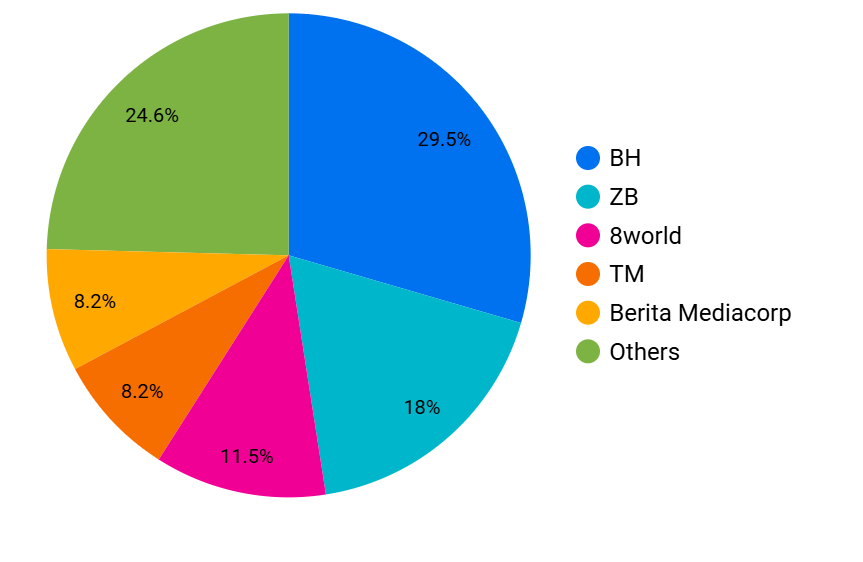 24.6%
29.5%
8.2%
8.2%
18%
11.5%
BH
ZB
8world
TM
Berita Mediacorp
Others